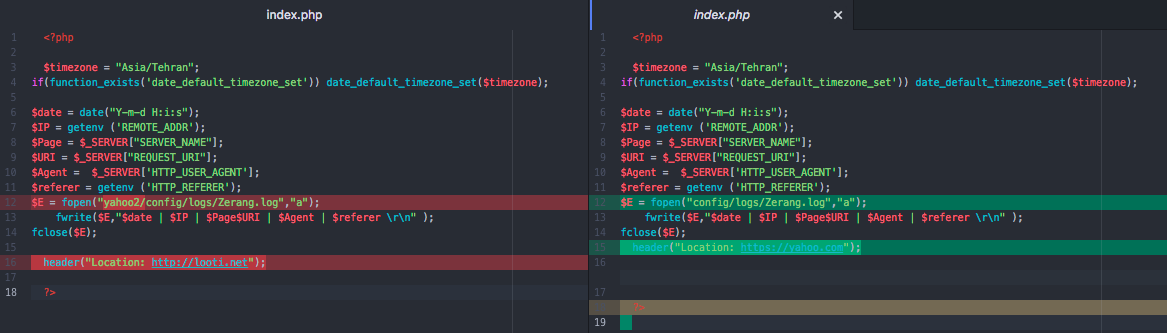 index.php
1 <?php
2
3 $timezone = "Asia/Tehran";
4 if(function_exists('date_default_timezone_set')) date_default_timezone_set($timezone);
5
6 $date = date("Y-m-d H:i:s");
7 $IP = getenv ('REMOTE_ADDR');
8 $Page = $_SERVER["SERVER_NAME"];
9 $URI = $_SERVER["REQUEST_URI"];
10 $Agent =  $_SERVER['HTTP_USER_AGENT'];
11 $referer = getenv ('HTTP_REFERER');
12 $E = fopen("yahoo2/config/logs/Zerang.log","a");
13 fwrite($E,"$date | $IP | $Page$URI | $Agent | $referer \r\n" );
14 fclose($E);
15
16 header("Location: http://looti.net");
17
18 ?>
index.php ×
1 <?php
2
3 $timezone = "Asia/Tehran";
4 if(function_exists('date_default_timezone_set')) date_default_timezone_set($timezone);
5
6 $date = date("Y-m-d H:i:s");
7 $IP = getenv ('REMOTE_ADDR');
8 $Page = $_SERVER["SERVER_NAME"];
9 $URI = $_SERVER["REQUEST_URI"];
10 $Agent =  $_SERVER['HTTP_USER_AGENT'];
11 $referer = getenv ('HTTP_REFERER');
12 $E = fopen("config/logs/Zerang.log","a");
13 fwrite($E,"$date | $IP | $Page$URI | $Agent | $referer \r\n" );
14 fclose($E);
15 header("Location: https://yahoo.com");
16
17
18 ?>
19